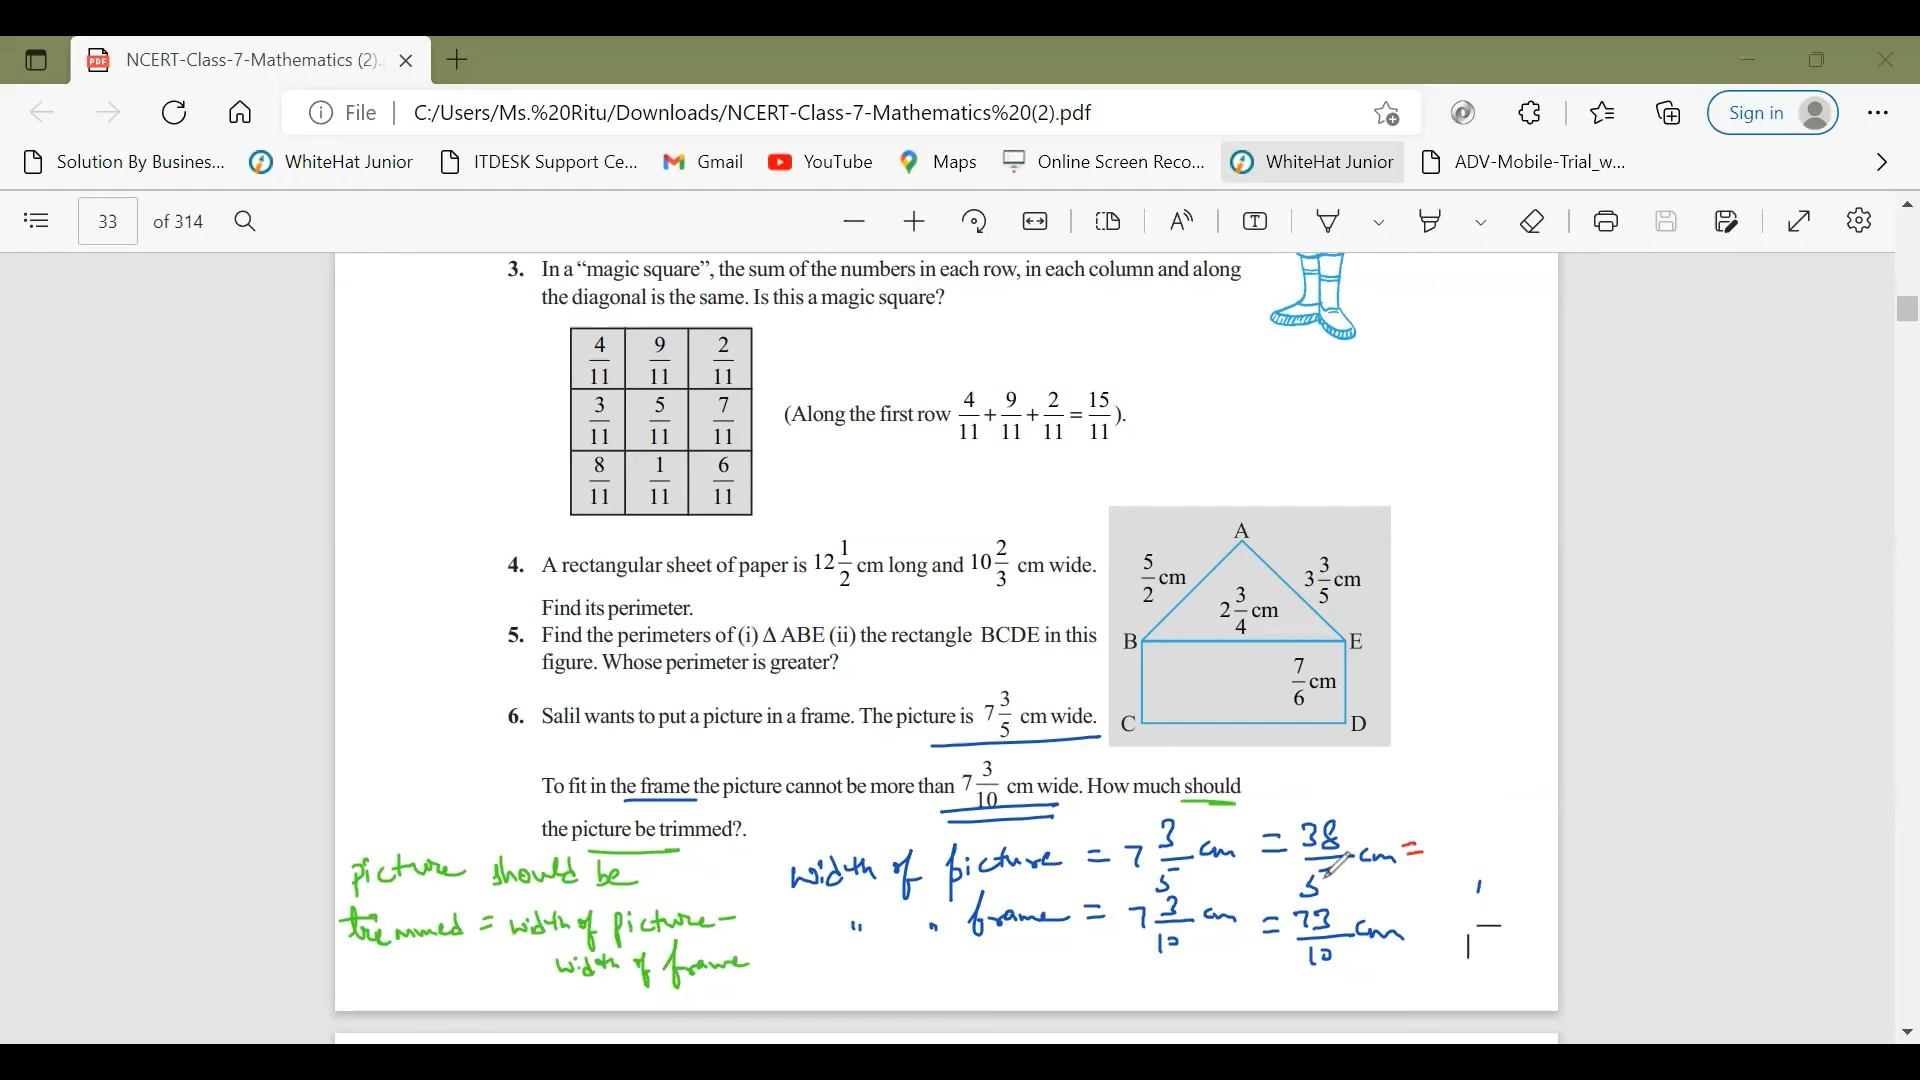 NCERT-Class-7-Mathematics (2).
File C:/Users/Ms.%20Ritu/Downloads/NCERT-Class-7-Mathematics%20(2).pdf Sign in
Solution By Busines... WhiteHat Junior ITDESK Support Ce... Gmail YouTube Maps Online Screen Reco... WhiteHat Junior ADV-Mobile-Trial_w...
33 of 314
3. In a “magic square”, the sum of the numbers in each row, in each column and along
the diagonal is the same. Is this a magic square?
4/11 9/11 2/11
3/11 5/11 7/11
8/11 1/11 6/11
(Along the first row 4/11 + 9/11 + 2/11 = 15/11 ).
4. A rectangular sheet of paper is 12 1/2 cm long and 10 2/3 cm wide.
Find its perimeter.
5. Find the perimeters of (i) Δ ABE (ii) the rectangle BCDE in this
figure. Whose perimeter is greater?
A
5/2 cm
3 3/5 cm
2 3/4 cm
B
E
7/6 cm
C
D
6. Salil wants to put a picture in a frame. The picture is 7 3/5 cm wide.
To fit in the frame the picture cannot be more than 7 3/10 cm wide. How much should
the picture be trimmed?.
width of picture = 7 3/5 cm = 38/5 cm =
" " frame = 7 3/10 cm = 73/10 cm
picture should be
trimmed = width of picture –
width of frame